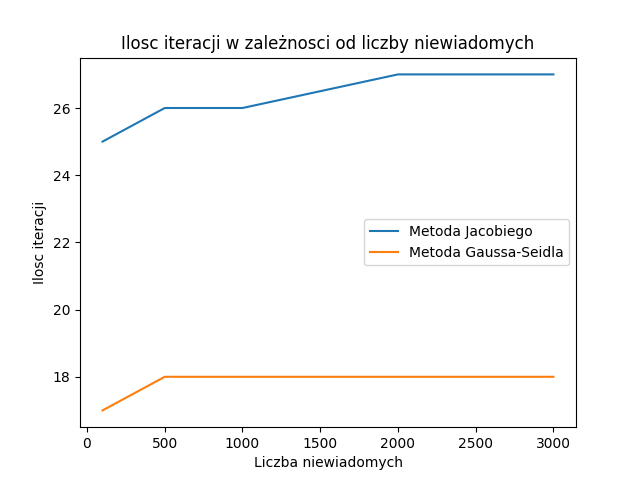 Ilosc iteracji w zależnosci od liczby niewiadomych
Ilosc iteracji
26
24
22
20
18
Metoda Jacobiego
Metoda Gaussa-Seidla
0 500 1000 1500 2000 2500 3000
Liczba niewiadomych